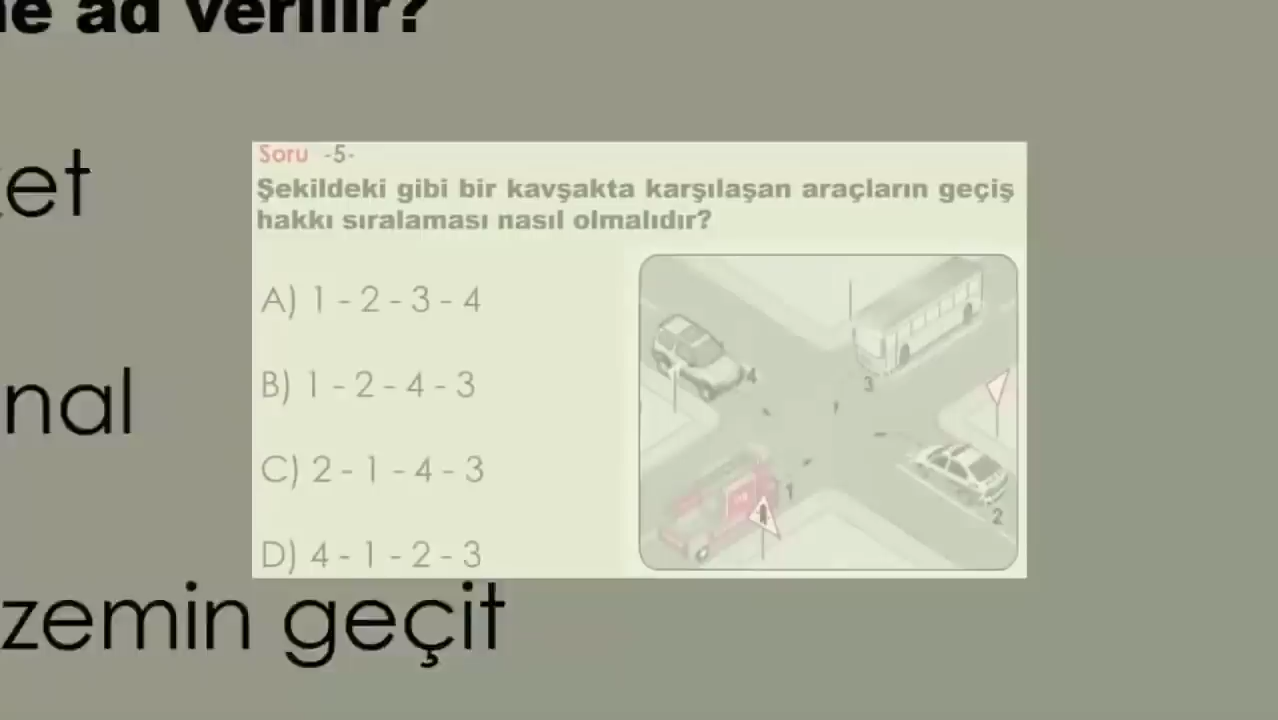 ne ad verilir?
et
nal
zemin geçit
Soru -5-
Şekildeki gibi bir kavşakta karşılaşan araçların geçiş
hakkı sıralaması nasıl olmalıdır?
A) 1 - 2 - 3 - 4
B) 1 - 2 - 4 - 3
C) 2 - 1 - 4 - 3
D) 4 - 1 - 2 - 3
4
3
1
2